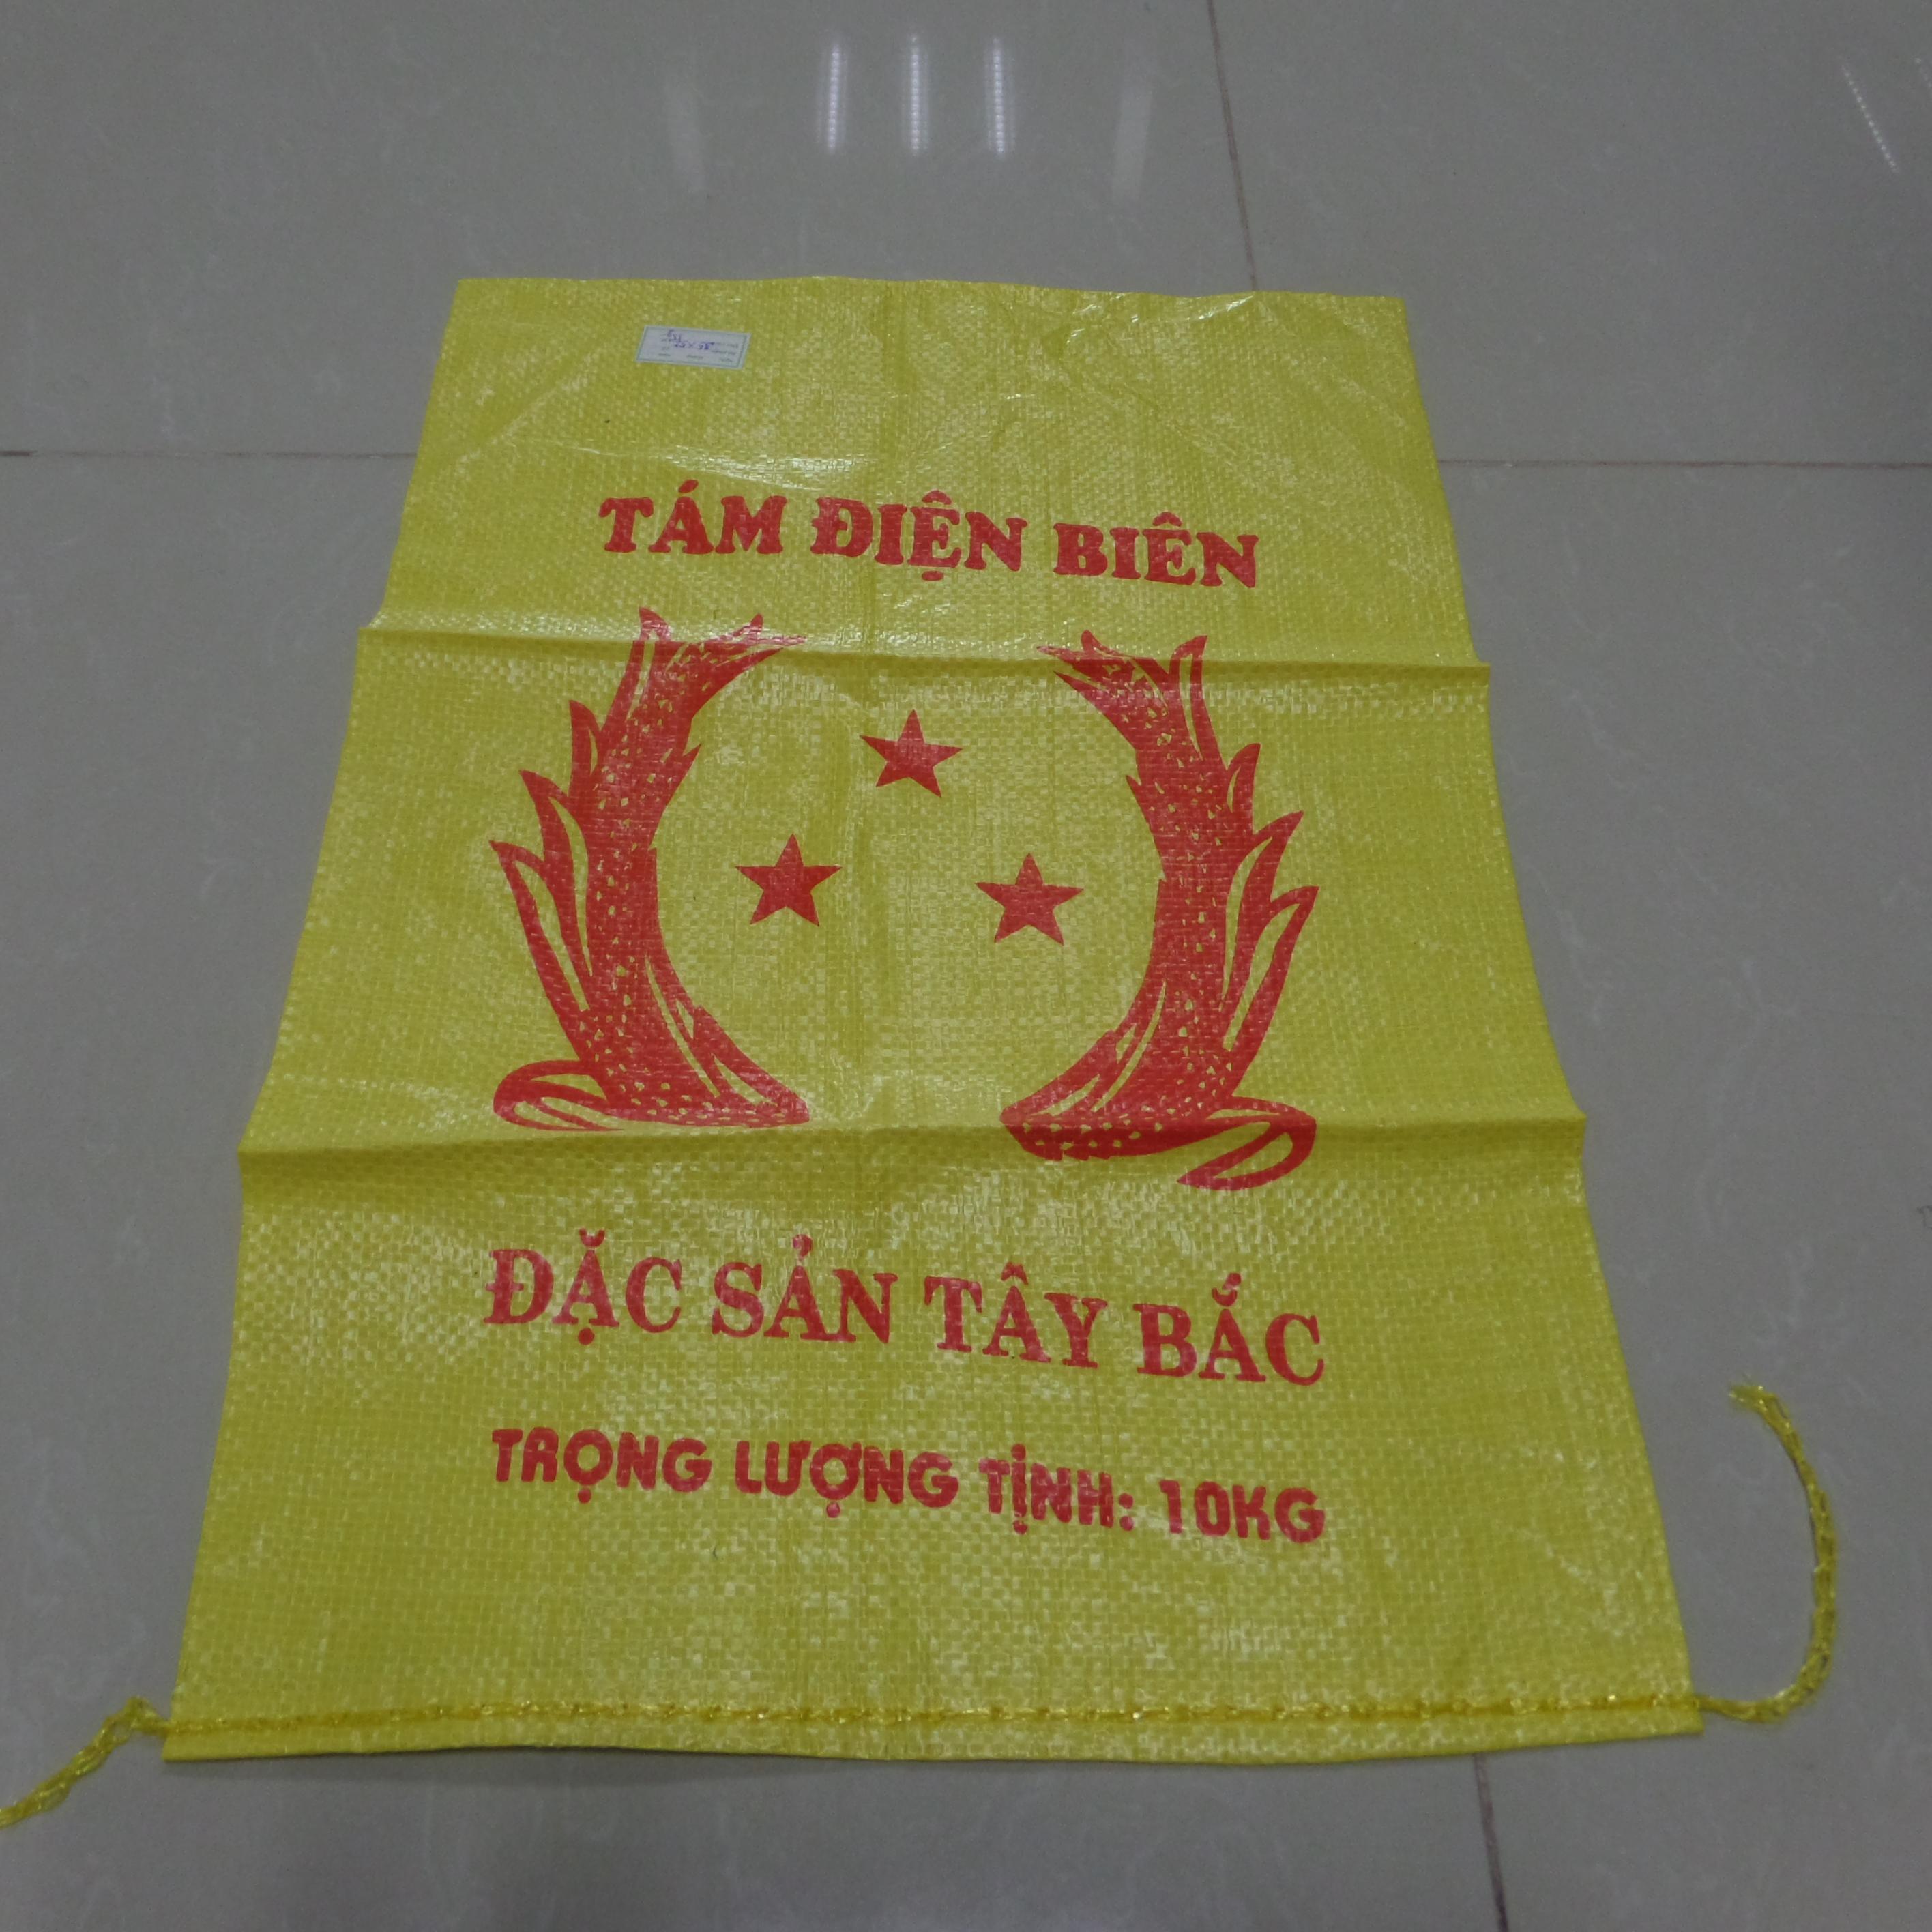 TÁM ĐIỆN BIÊN
ĐẶC SẢN TÂY BẮC
TRỌNG LƯỢNG TỊNH: 10KG